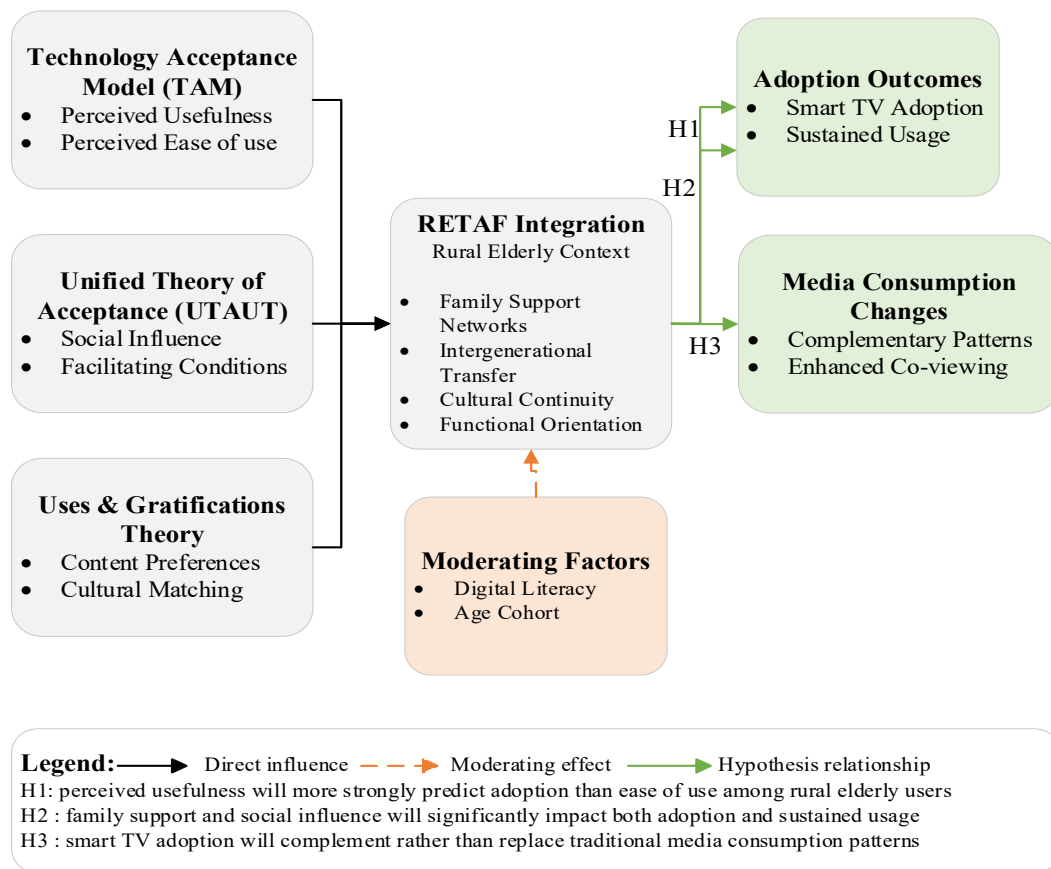 Technology Acceptance
Model (TAM)
• Perceived Usefulness
• Perceived Ease of use
Unified Theory of
Acceptance (UTAUT)
• Social Influence
• Facilitating Conditions
Uses & Gratifications
Theory
• Content Preferences
• Cultural Matching
RETAF Integration
Rural Elderly Context
• Family Support
Networks
• Intergenerational
Transfer
• Cultural Continuity
• Functional Orientation
Moderating Factors
• Digital Literacy
• Age Cohort
H1
H2
H3
Adoption Outcomes
• Smart TV Adoption
• Sustained Usage
Media Consumption
Changes
• Complementary Patterns
• Enhanced Co-viewing
Legend: Direct influence Moderating effect Hypothesis relationship
H1: perceived usefulness will more strongly predict adoption than ease of use among rural elderly users
H2 : family support and social influence will significantly impact both adoption and sustained usage
H3 : smart TV adoption will complement rather than replace traditional media consumption patterns